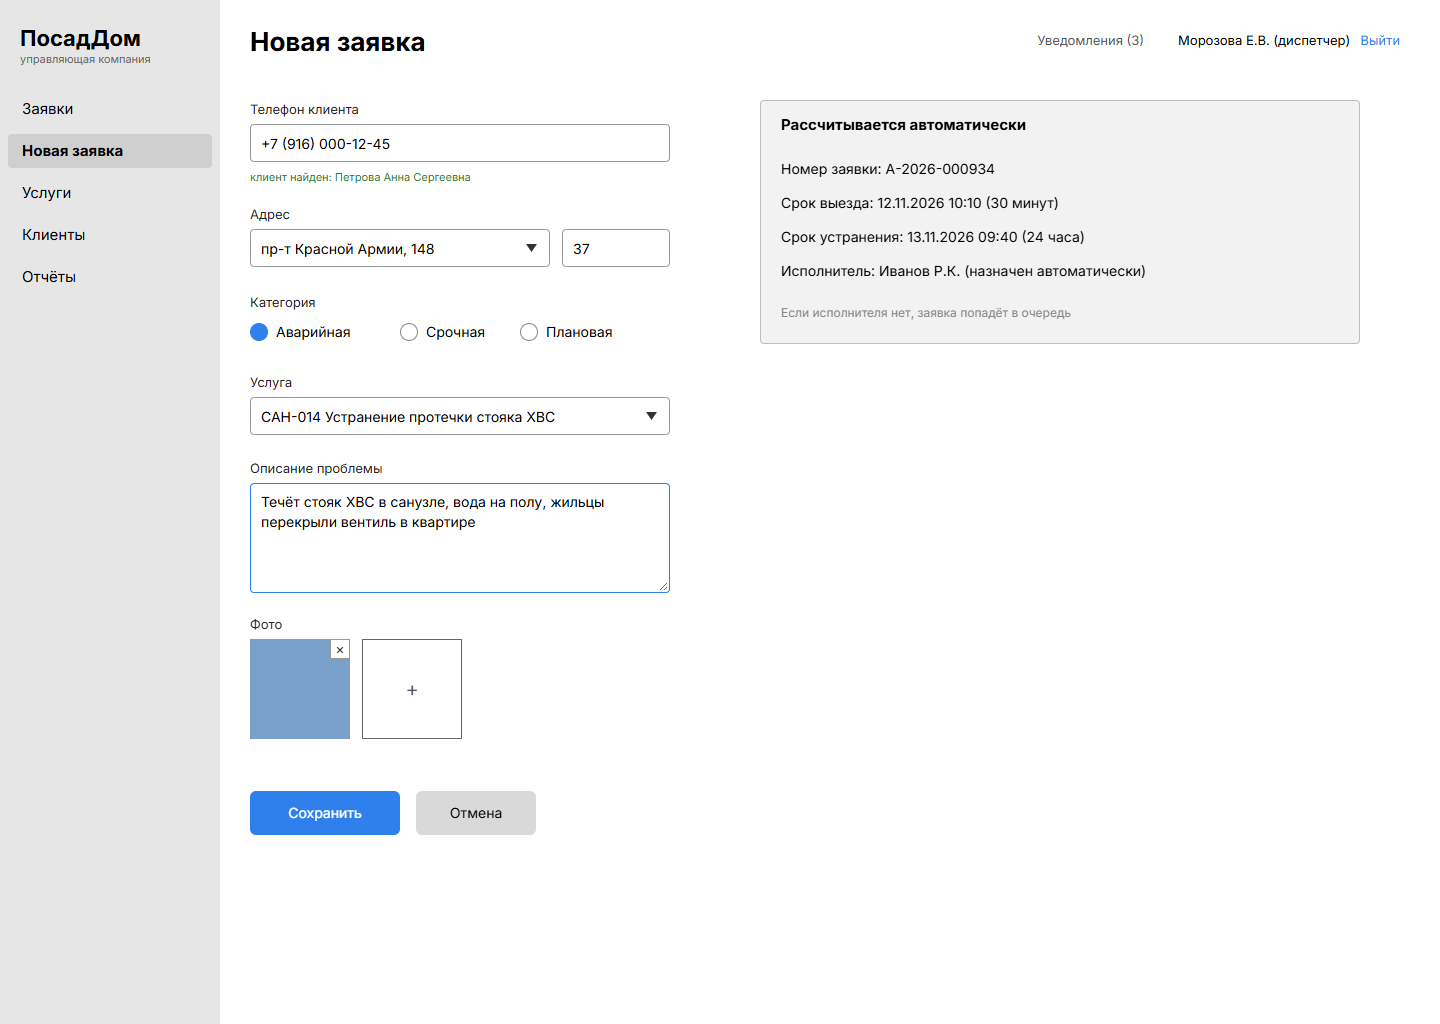 ПосадДом
управляющая компания
Заявки
Новая заявка
Услуги
Клиенты
Отчёты
Новая заявка
Уведомления (3)
Морозова Е.В. (диспетчер)
Выйти
Телефон клиента
+7 (916) 000-12-45
клиент найден: Петрова Анна Сергеевна
Адрес
пр-т Красной Армии, 148
37
Категория
Аварийная
Срочная
Плановая
Услуга
САН-014 Устранение протечки стояка ХВС
Описание проблемы
Течёт стояк ХВС в санузле, вода на полу, жильцы
перекрыли вентиль в квартире
Фото
×
+
Сохранить
Отмена
Рассчитывается автоматически
Номер заявки: А-2026-000934
Срок выезда: 12.11.2026 10:10 (30 минут)
Срок устранения: 13.11.2026 09:40 (24 часа)
Исполнитель: Иванов Р.К. (назначен автоматически)
Если исполнителя нет, заявка попадёт в очередь